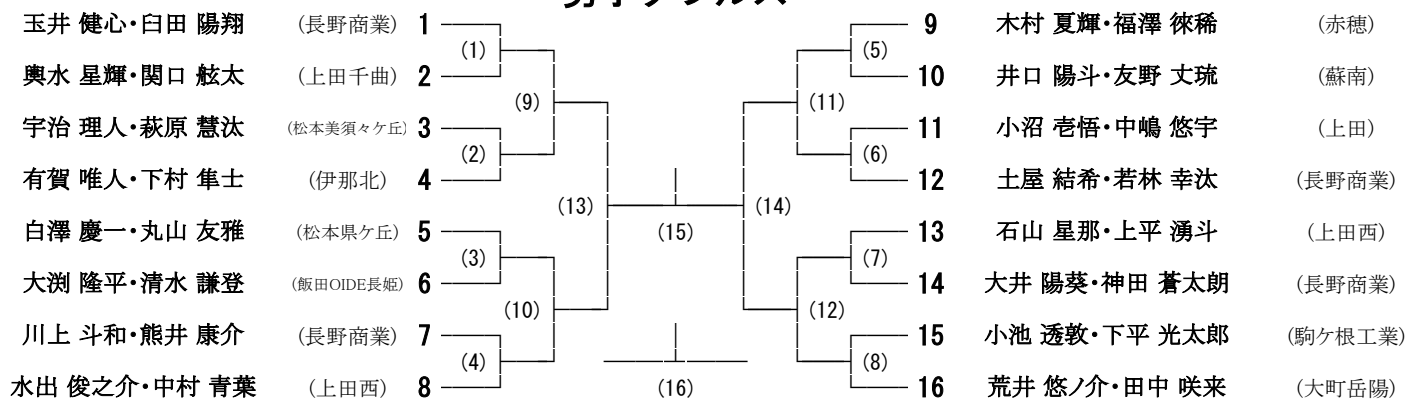 男子ダブルス
玉井 健心・臼田 陽翔 (長野商業) 1
(1)
輿水 星輝・関口 舷太 (上田千曲) 2
(9)
宇治 理人・萩原 慧汰 (松本美須々ケ丘) 3
(2)
有賀 唯人・下村 隼士 (伊那北) 4
(13)
白澤 慶一・丸山 友雅 (松本県ケ丘) 5
(3)
大渕 隆平・清水 謙登 (飯田OIDE長姫) 6
(10)
川上 斗和・熊井 康介 (長野商業) 7
(4)
水出 俊之介・中村 青葉 (上田西) 8
(15)
(16)
9 木村 夏輝・福澤 徠稀 (赤穂)
(5)
10 井口 陽斗・友野 丈琉 (蘇南)
(11)
11 小沼 壱悟・中嶋 悠宇 (上田)
(6)
12 土屋 結希・若林 幸汰 (長野商業)
(14)
13 石山 星那・上平 湧斗 (上田西)
(7)
14 大井 陽葵・神田 蒼太朗 (長野商業)
(12)
15 小池 透敦・下平 光太郎 (駒ケ根工業)
(8)
16 荒井 悠ノ介・田中 咲来 (大町岳陽)